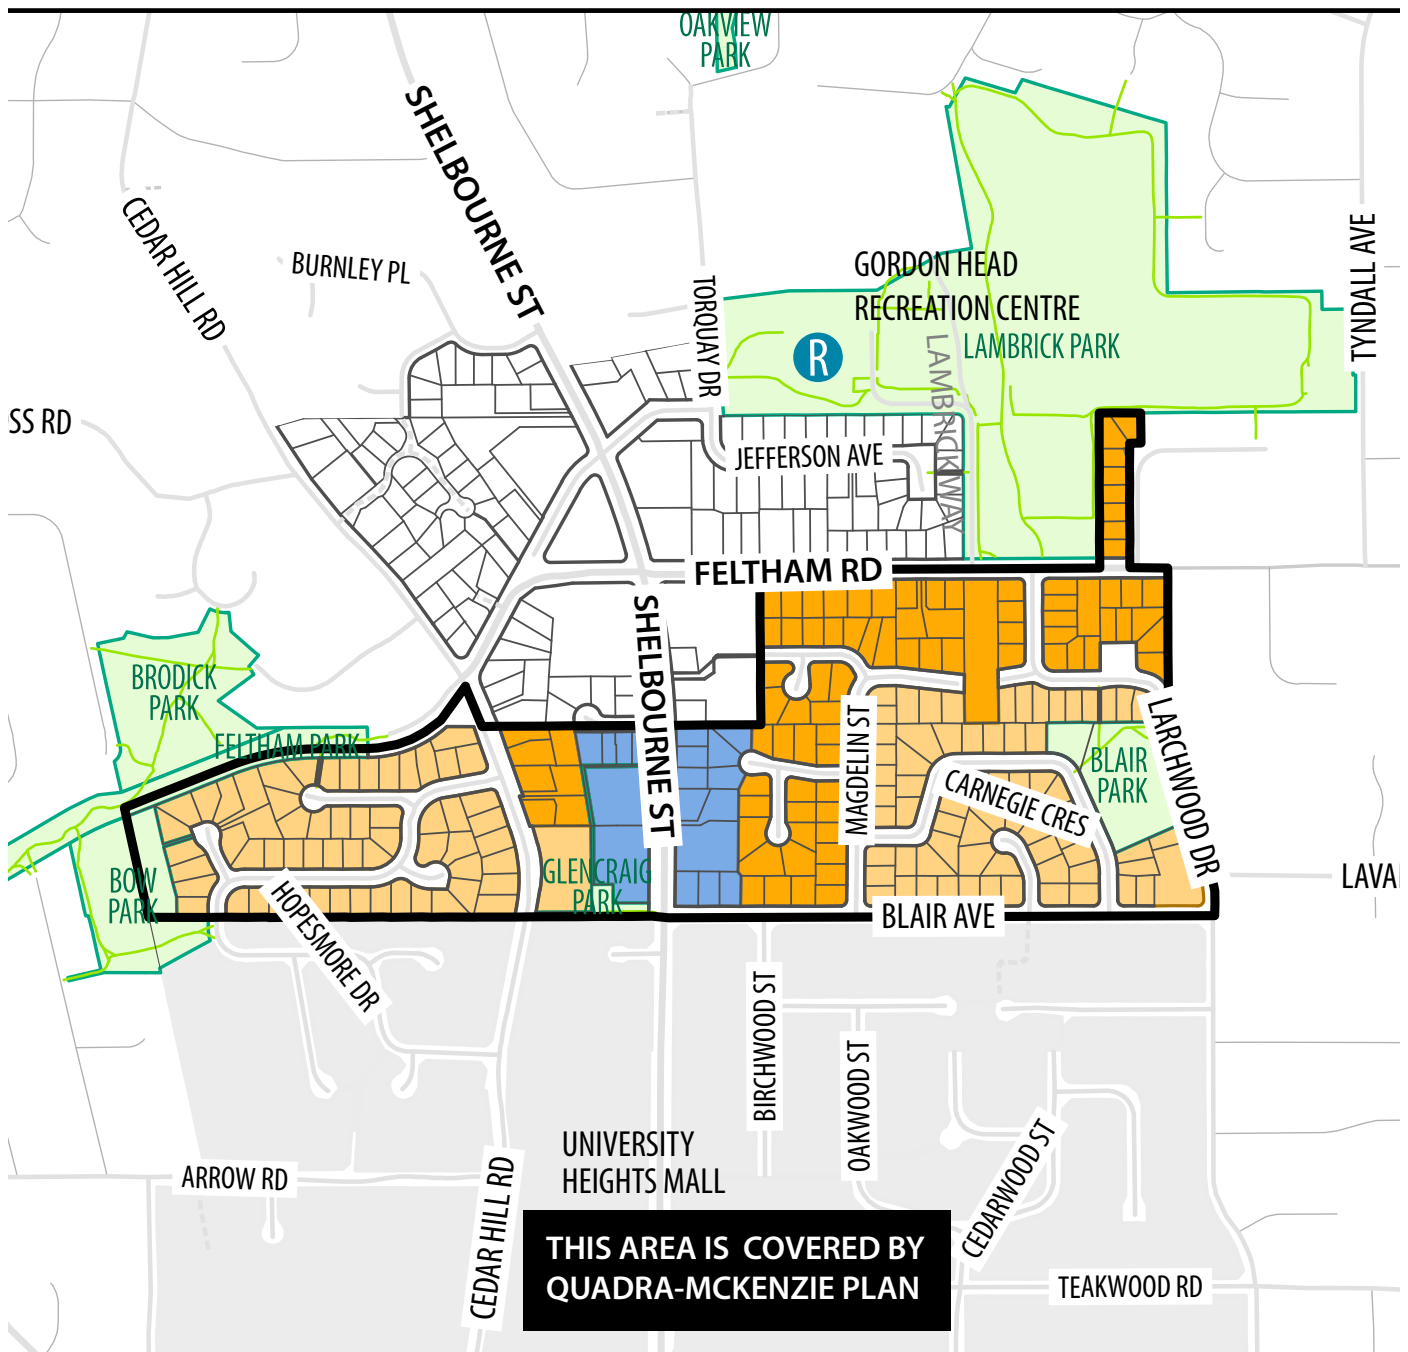 OAKVIEW
PARK
SHELBOURNE ST
CEDAR HILL RD
BURNLEY PL
TORQUAY DR
GORDON HEAD
RECREATION CENTRE
LAMBRICK PARK
R
LAMBRICK WAY
TYNDALL AVE
SS RD
JEFFERSON AVE
FELTHAM RD
SHELBOURNE ST
BRODICK
PARK
FELTHAM PARK
MAGDELIN ST
LARCHWOOD DR
BLAIR
PARK
CARNEGIE CRES
BOW
PARK
GLENCRAIG
PARK
HOPESMORE DR
BLAIR AVE
LAVA
BIRCHWOOD ST
OAKWOOD ST
CEDARWOOD ST
UNIVERSITY
HEIGHTS MALL
ARROW RD
CEDAR HILL RD
THIS AREA IS COVERED BY
QUADRA-MCKENZIE PLAN
TEAKWOOD RD